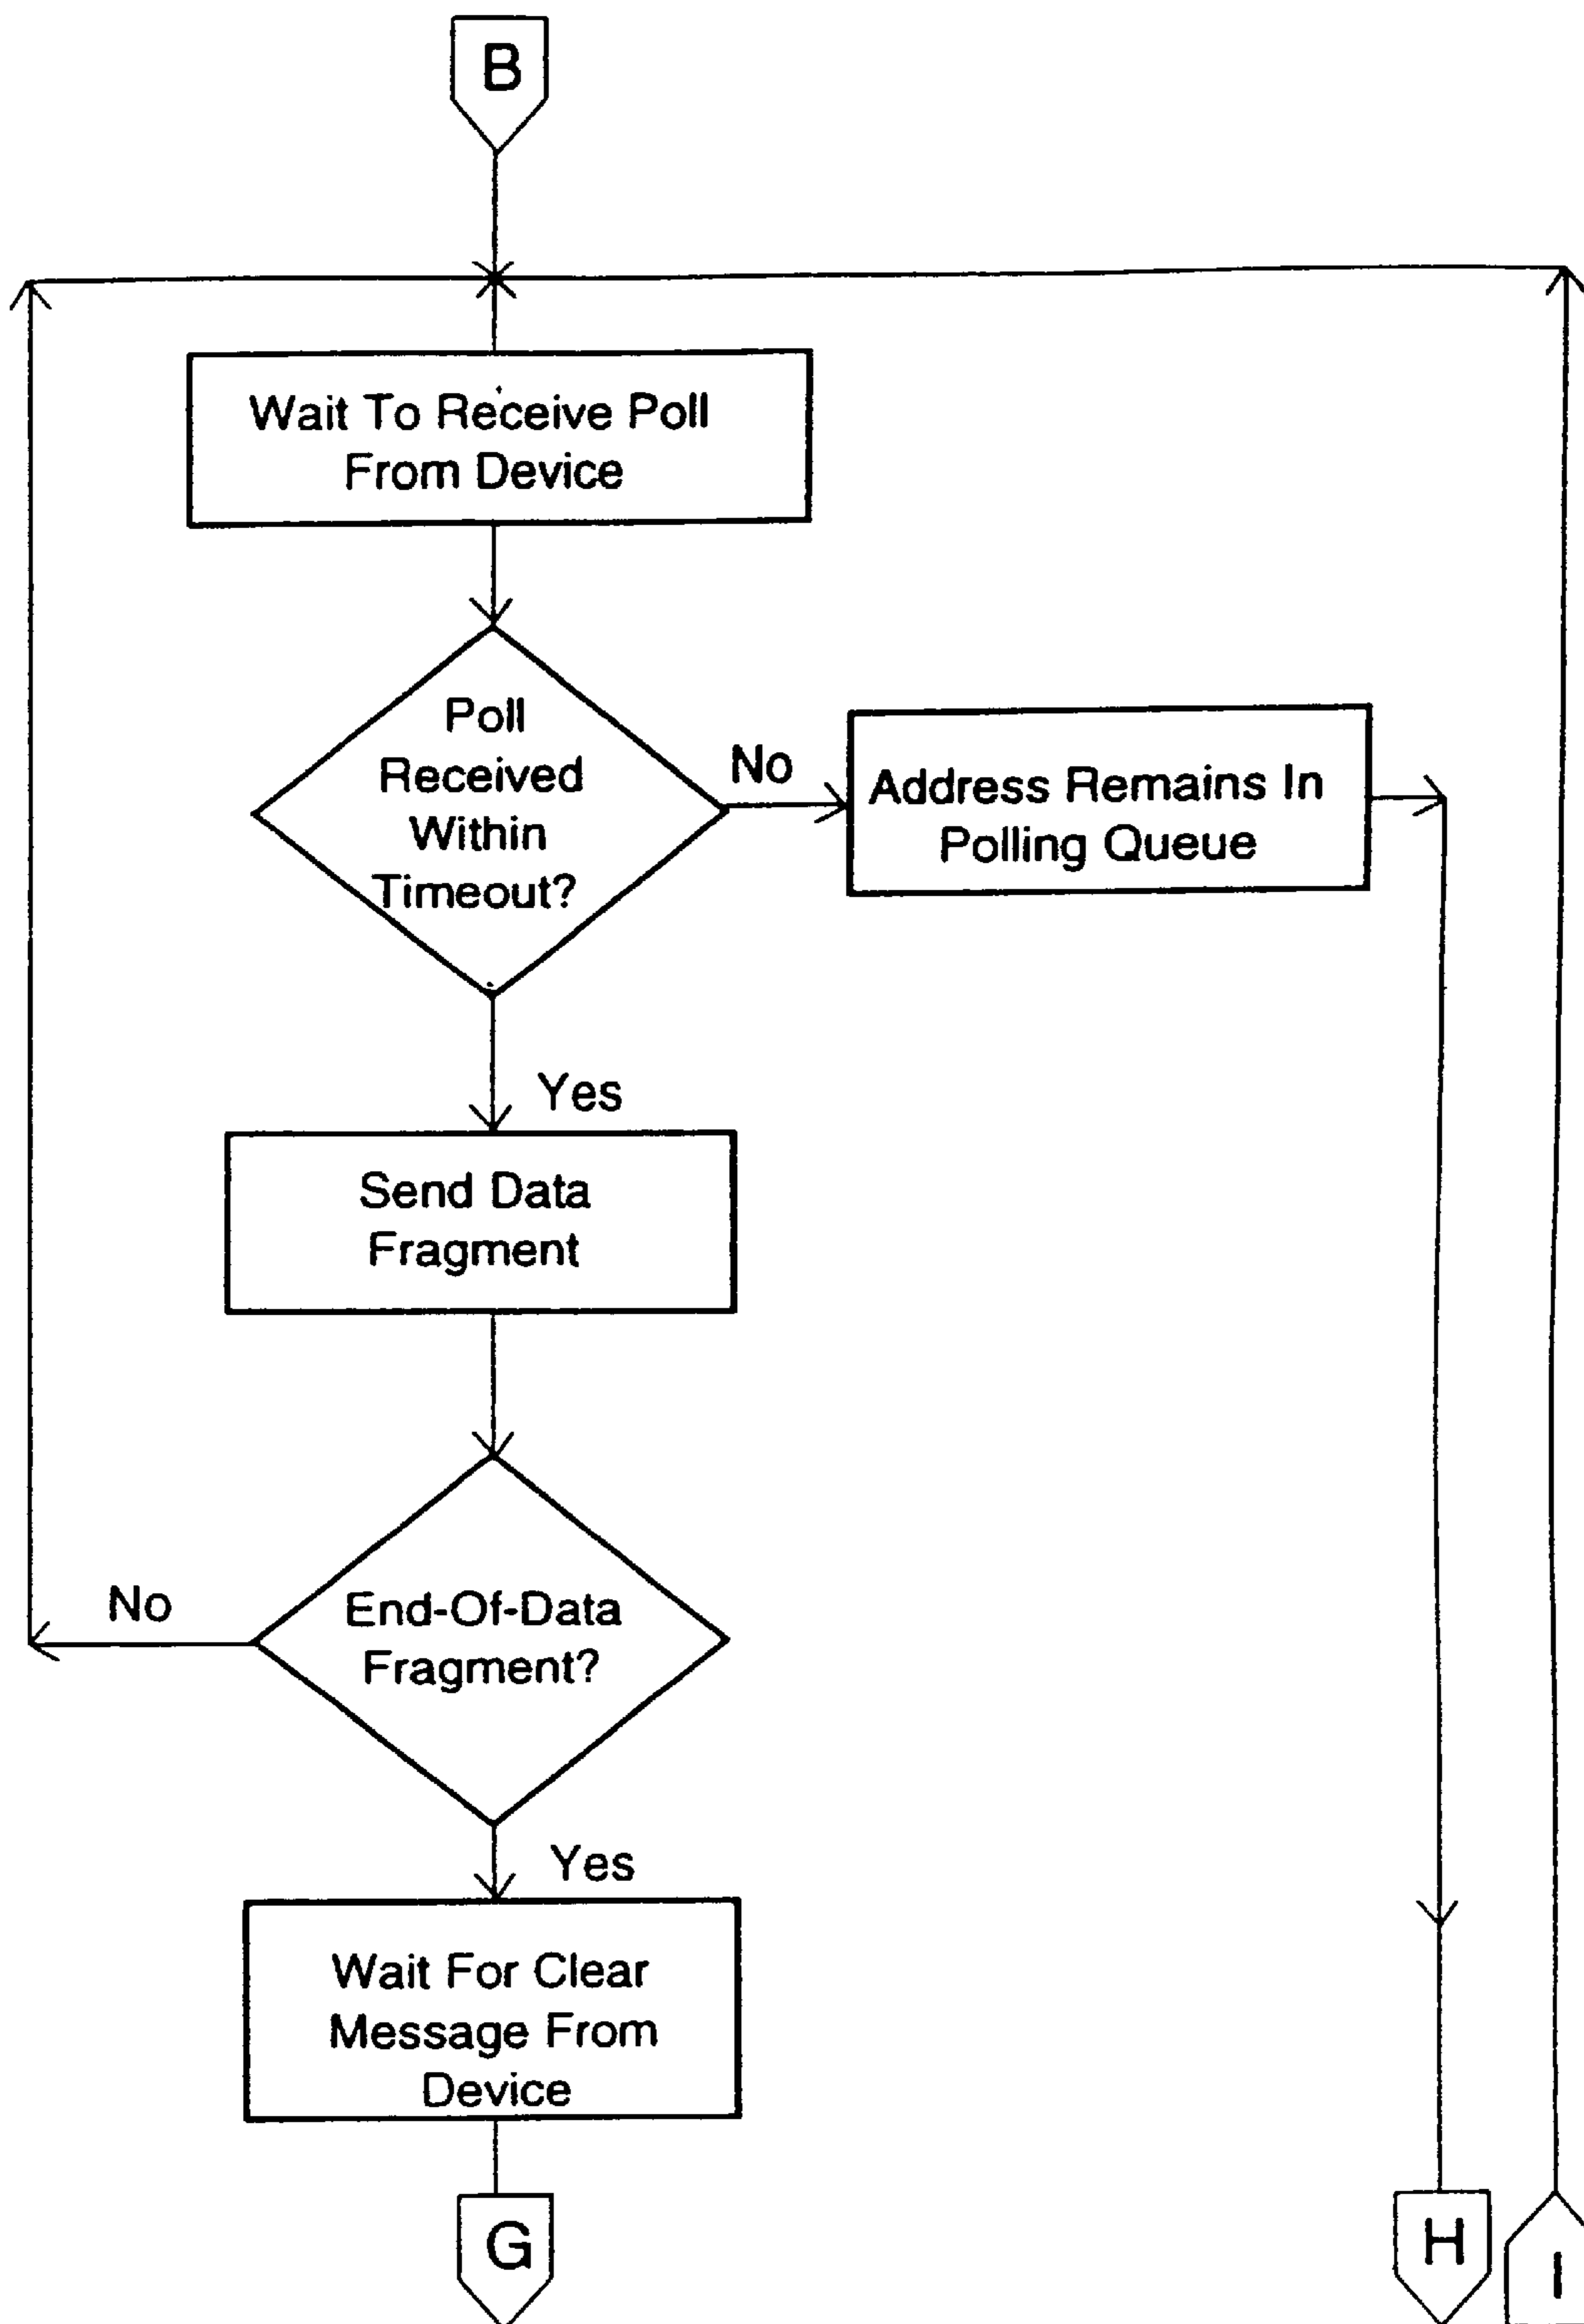 B
Wait To Receive Poll
From Device
Poll
Received
Within
Timeout?
No
Address Remains In
Polling Queue
Yes
Send Data
Fragment
No
End-Of-Data
Fragment?
Yes
Wait For Clear
Message From
Device
G
H
I